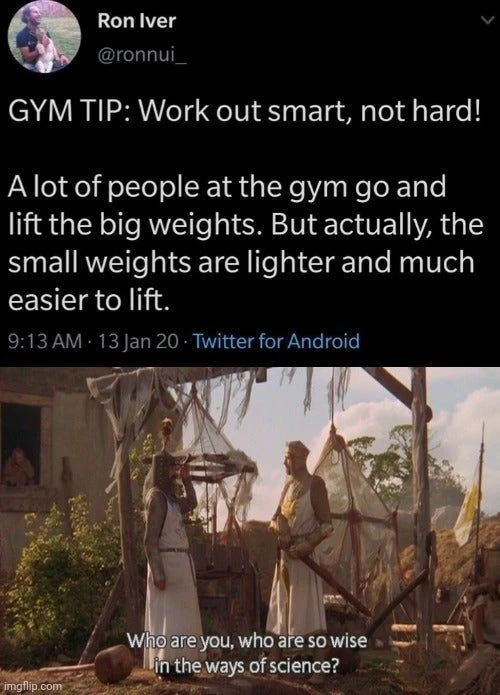 Ron Iver
@ronnui_
GYM TIP: Work out smart, not hard!
A lot of people at the gym go and
lift the big weights. But actually, the
small weights are lighter and much
easier to lift.
9:13 AM · 13 Jan 20 · Twitter for Android
Who are you, who are so wise
in the ways of science?
imgflip.com